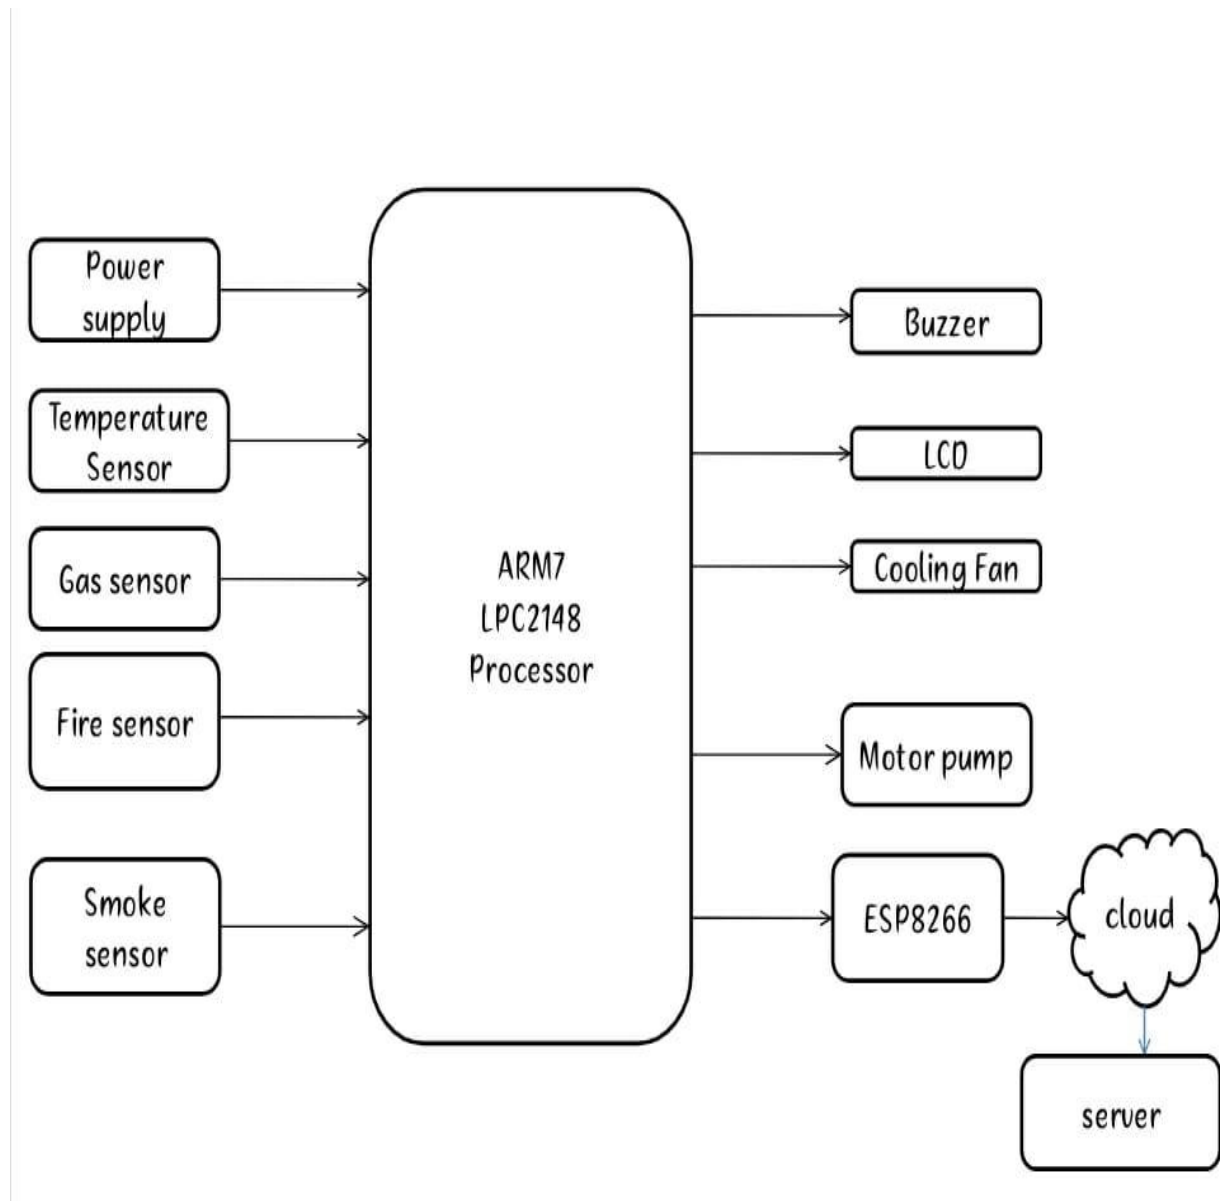 Power
supply
Temperature
Sensor
Gas sensor
Fire sensor
Smoke
sensor
ARM7
LPC2148
Processor
Buzzer
LCD
Cooling Fan
Motor pump
ESP8266
cloud
server